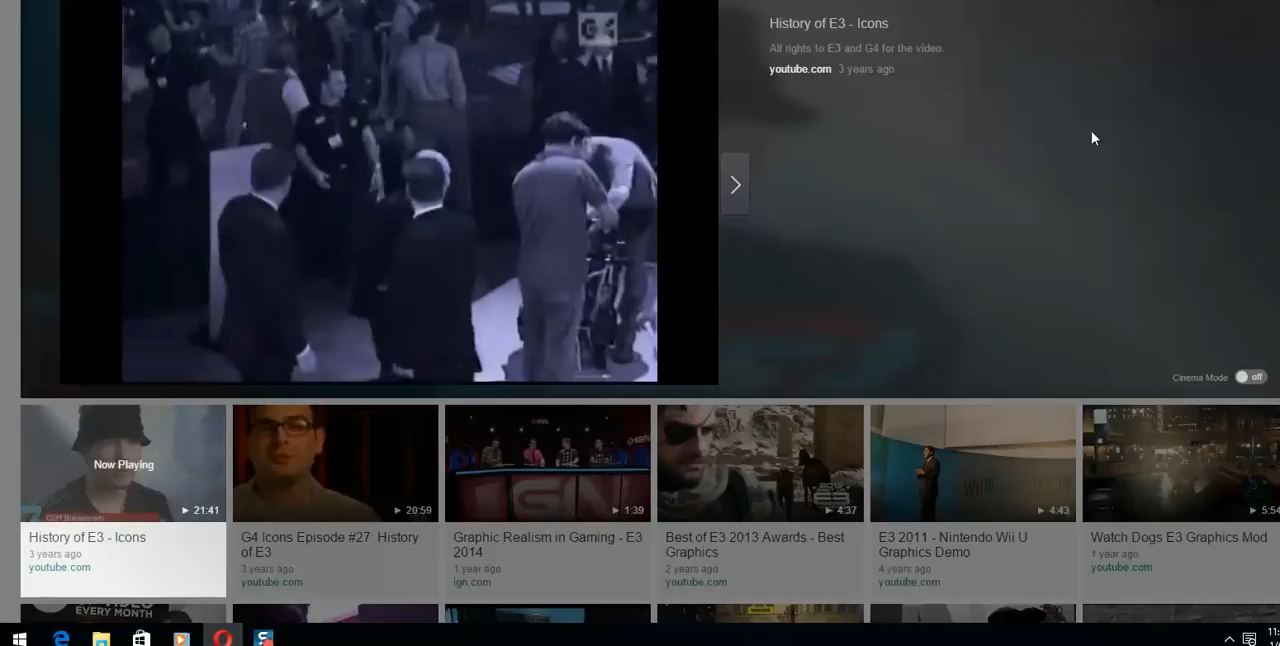 G4
History of E3 - Icons
All rights to E3 and G4 for the video.
youtube.com 3 years ago
Cinema Mode off
Now Playing
21:41
20:59
IGN
1:39
2013
E3
4:37
4:43
5:54
History of E3 - Icons
3 years ago
youtube.com
G4 Icons Episode #27: History
of E3
3 years ago
youtube.com
Graphic Realism in Gaming - E3
2014
1 year ago
ign.com
Best of E3 2013 Awards - Best
Graphics
2 years ago
youtube.com
E3 2011 - Nintendo Wii U
Graphics Demo
4 years ago
youtube.com
Watch Dogs E3 Graphics Mod
1 year ago
youtube.com
EVERY MONTH
11: